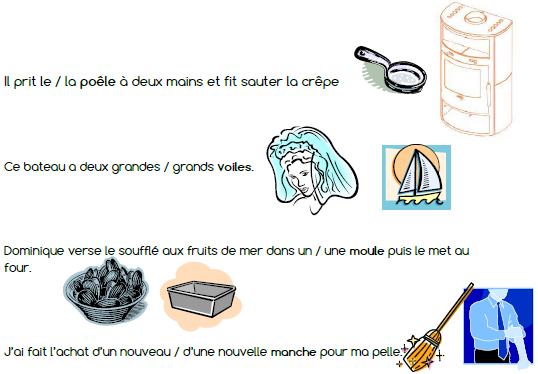 Il prit le / la poêle à deux mains et fit sauter la crêpe
Ce bateau a deux grandes / grands voiles.
Dominique verse le soufflé aux fruits de mer dans un / une moule puis le met au
four.
J'ai fait l'achat d'un nouveau / d'une nouvelle manche pour ma pelle.